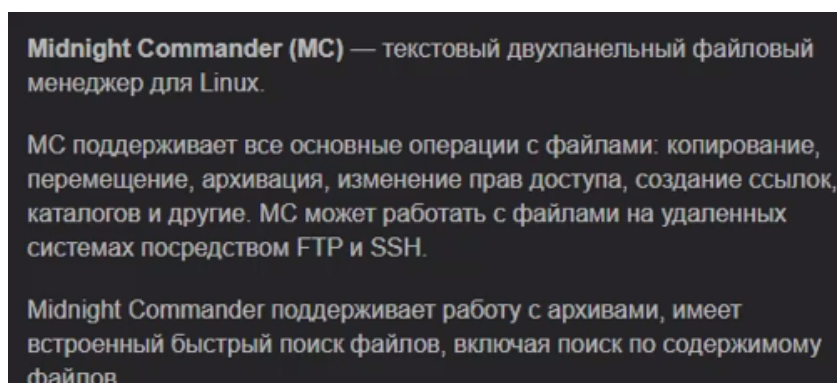 Midnight Commander (MC) — текстовый двухпанельный файловый
менеджер для Linux.
MC поддерживает все основные операции с файлами: копирование,
перемещение, архивация, изменение прав доступа, создание ссылок,
каталогов и другие. MC может работать с файлами на удаленных
системах посредством FTP и SSH.
Midnight Commander поддерживает работу с архивами, имеет
встроенный быстрый поиск файлов, включая поиск по содержимому
файлов